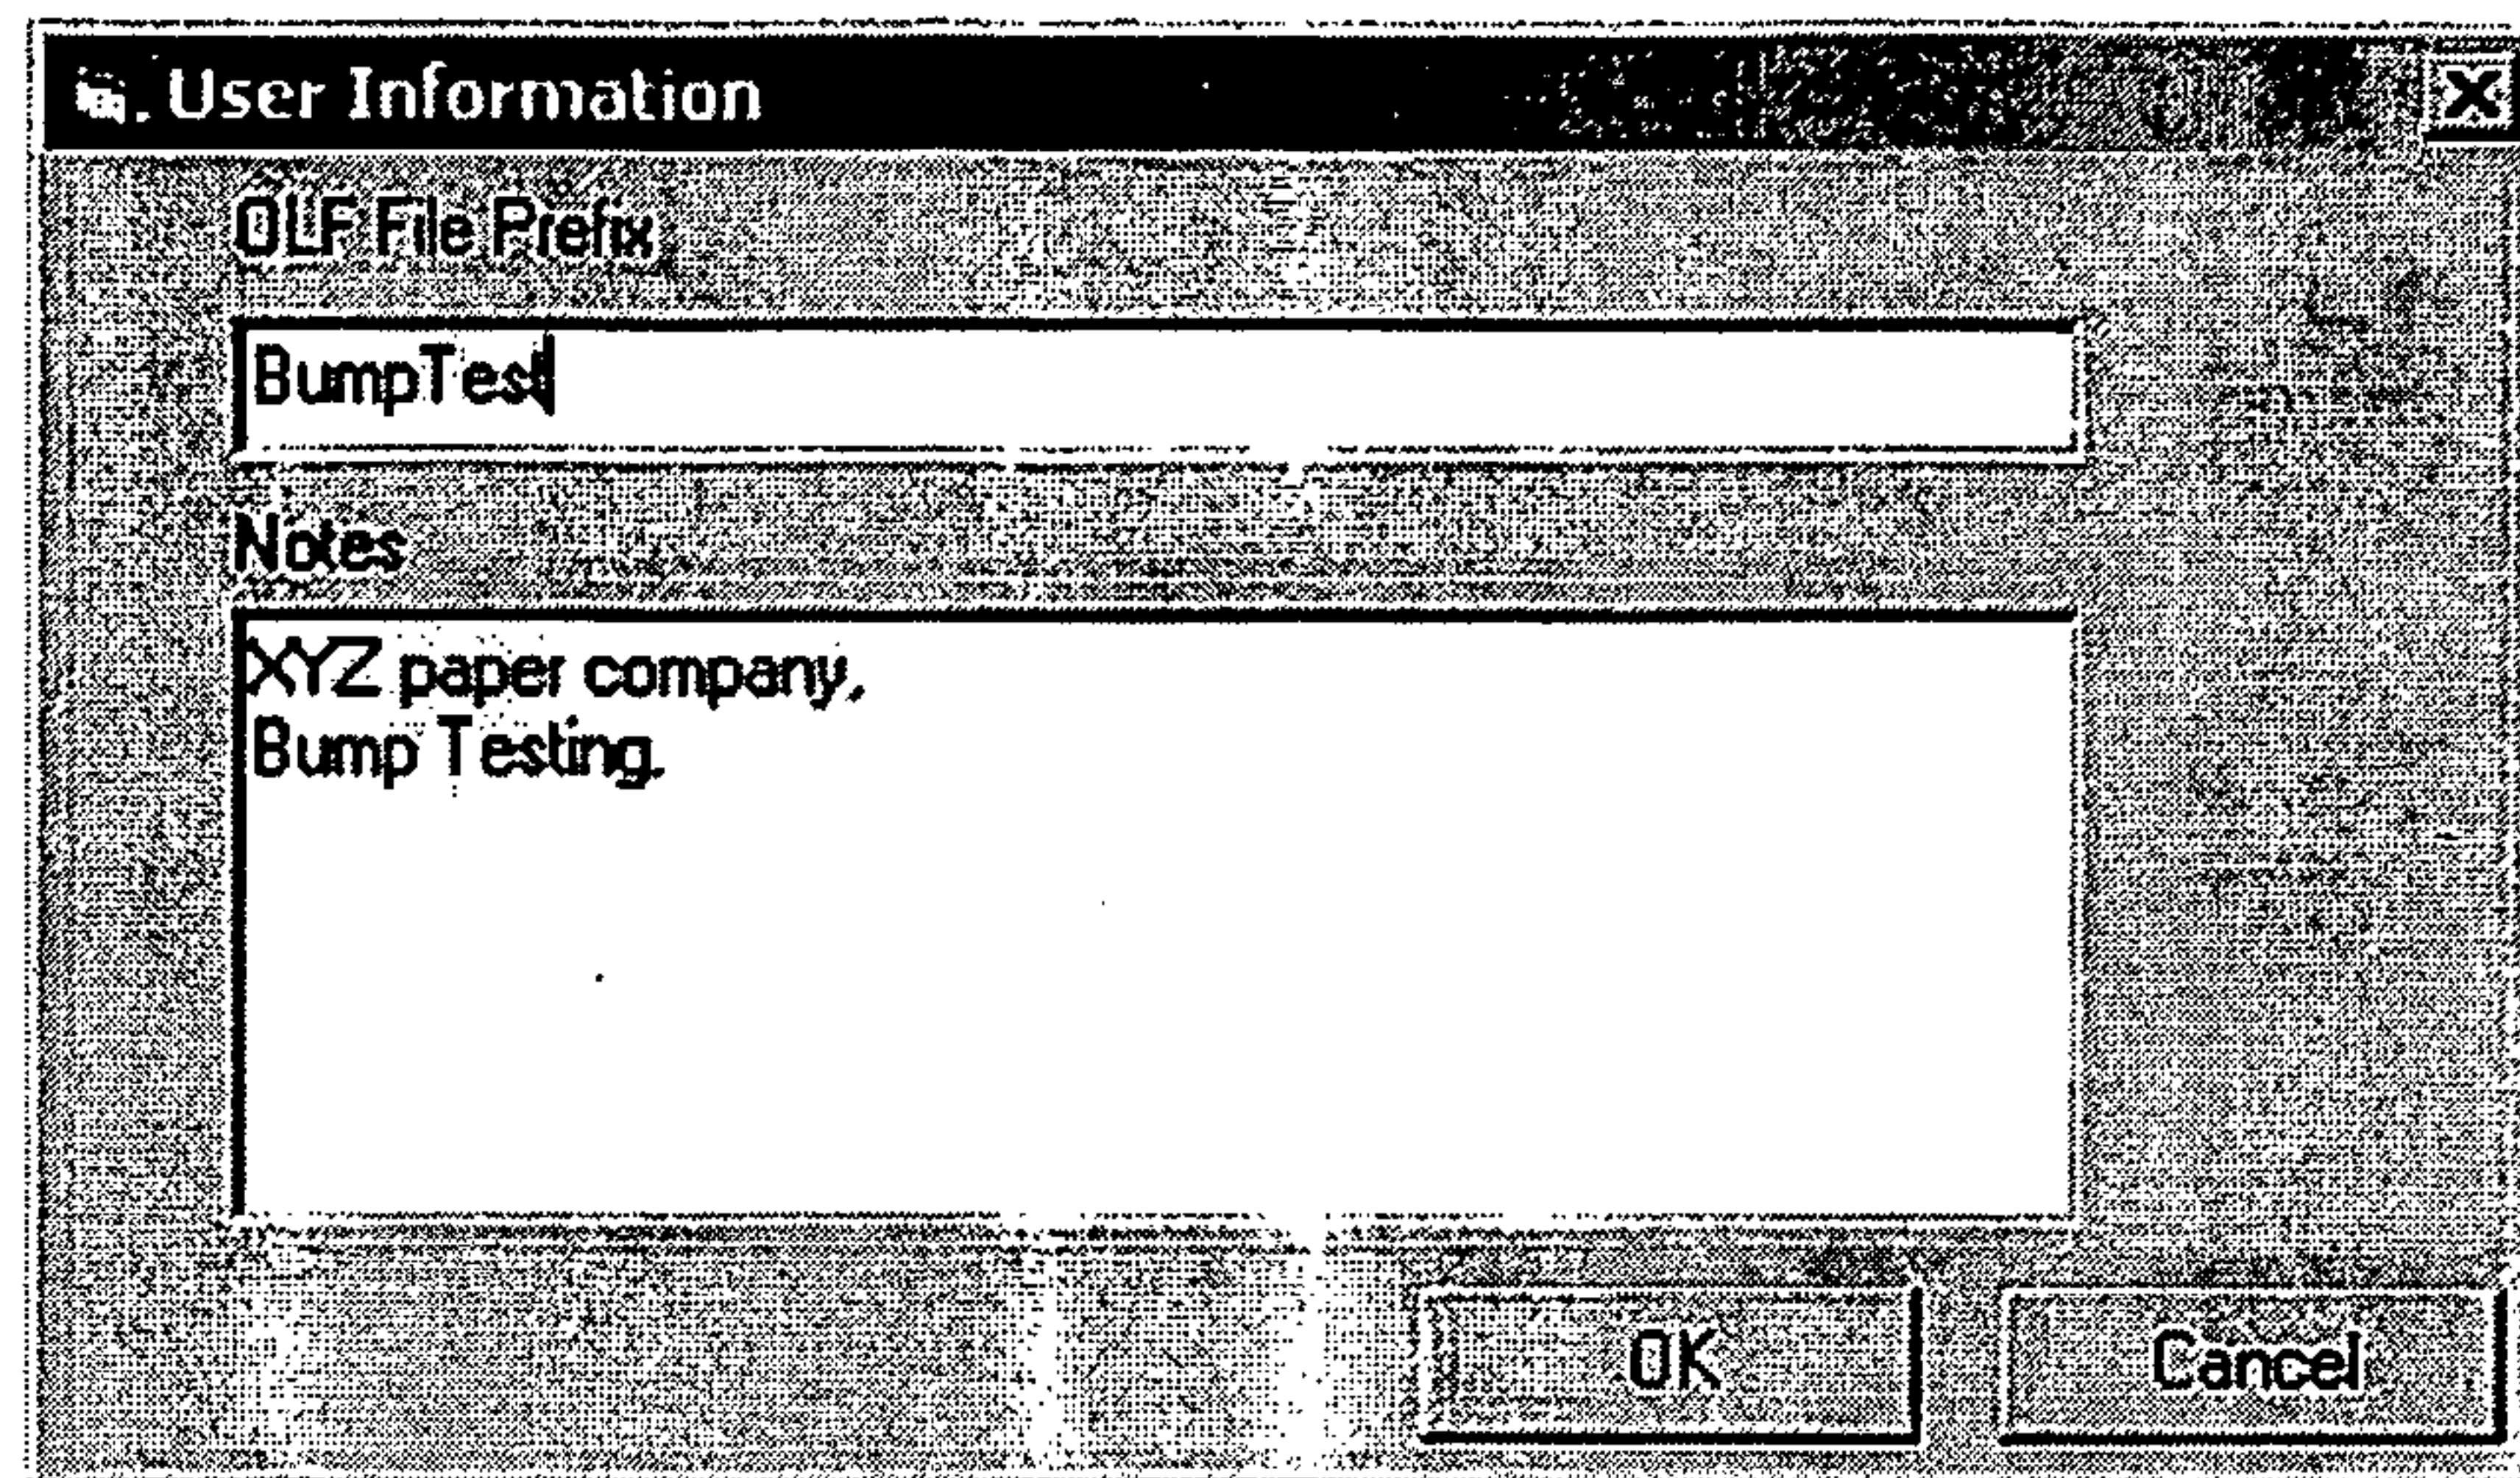 User Information
OLF File Prefix
BumpTest
Notes
XYZ paper company,
Bump Testing.
OK
Cancel